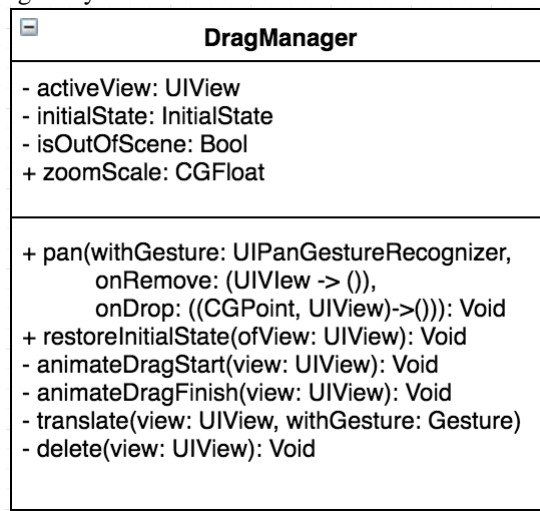 DragManager
- activeView: UIView
- initialState: InitialState
- isOutOfScene: Bool
+ zoomScale: CGFloat
+ pan(withGesture: UIPanGestureRecognizer,
onRemove: (UIVIew -> ()),
onDrop: ((CGPoint, UIView)->())): Void
+ restoreInitialState(ofView: UIView): Void
- animateDragStart(view: UIView): Void
- animateDragFinish(view: UIView): Void
- translate(view: UIView, withGesture: Gesture)
- delete(view: UIView): Void